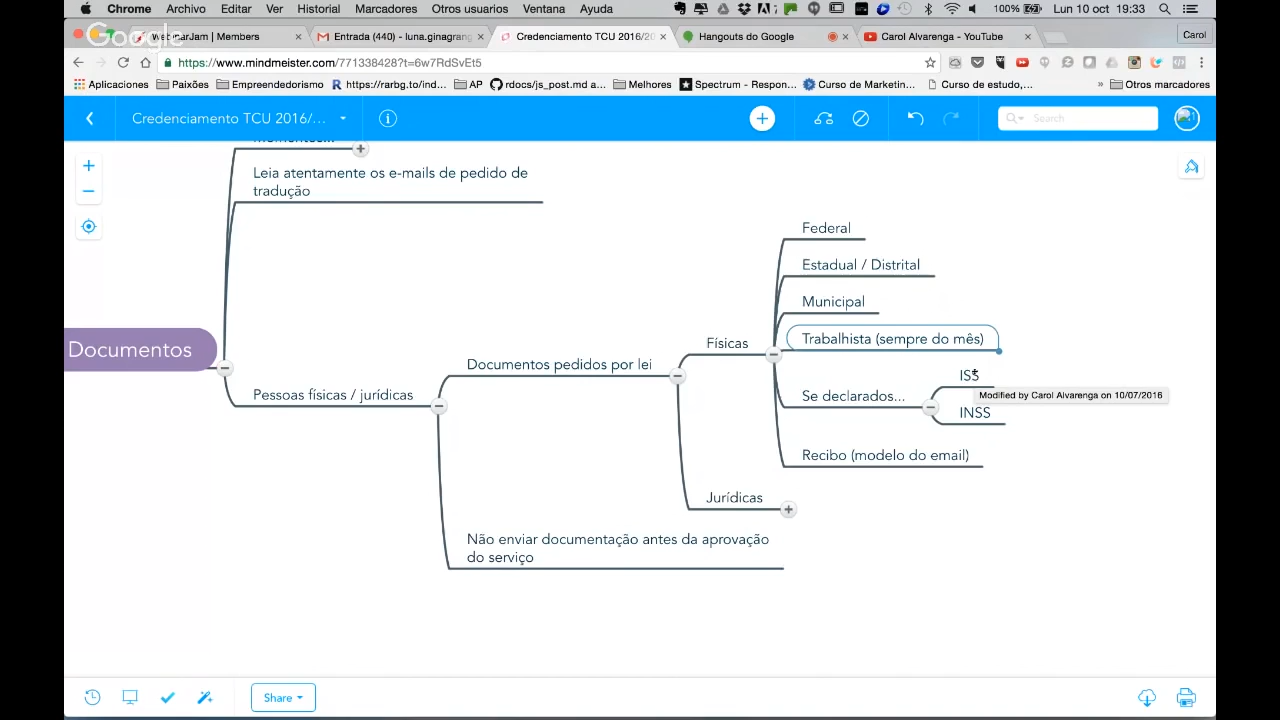 Chrome Archivo Editar Ver Historial Marcadores Otros usuarios Ventana Ayuda 100% Lun 10 oct 19:33
Google
WebinarJam | Members
Entrada (440) - luna.ginagrang
Credenciamento TCU 2016/20
Hangouts do Google
Carol Alvarenga - YouTube
Carol
https://www.mindmeister.com/771338428?t=6w7RdSvEt5
Aplicaciones Paixões Empreendedorismo https://rarbg.to/ind... AP rdocs/js_post.md a... Melhores Spectrum - Respon... Curso de Marketin... Curso de estudo,... » Otros marcadores
Credenciamento TCU 2016/...
Search
Leia atentamente os e-mails de pedido de
tradução
Federal
Estadual / Distrital
Municipal
Trabalhista (sempre do mês)
Físicas
Documentos
Documentos pedidos por lei
ISS
Pessoas físicas / jurídicas
Se declarados...
Modified by Carol Alvarenga on 10/07/2016
INSS
Recibo (modelo do email)
Jurídicas
Não enviar documentação antes da aprovação
do serviço
Share